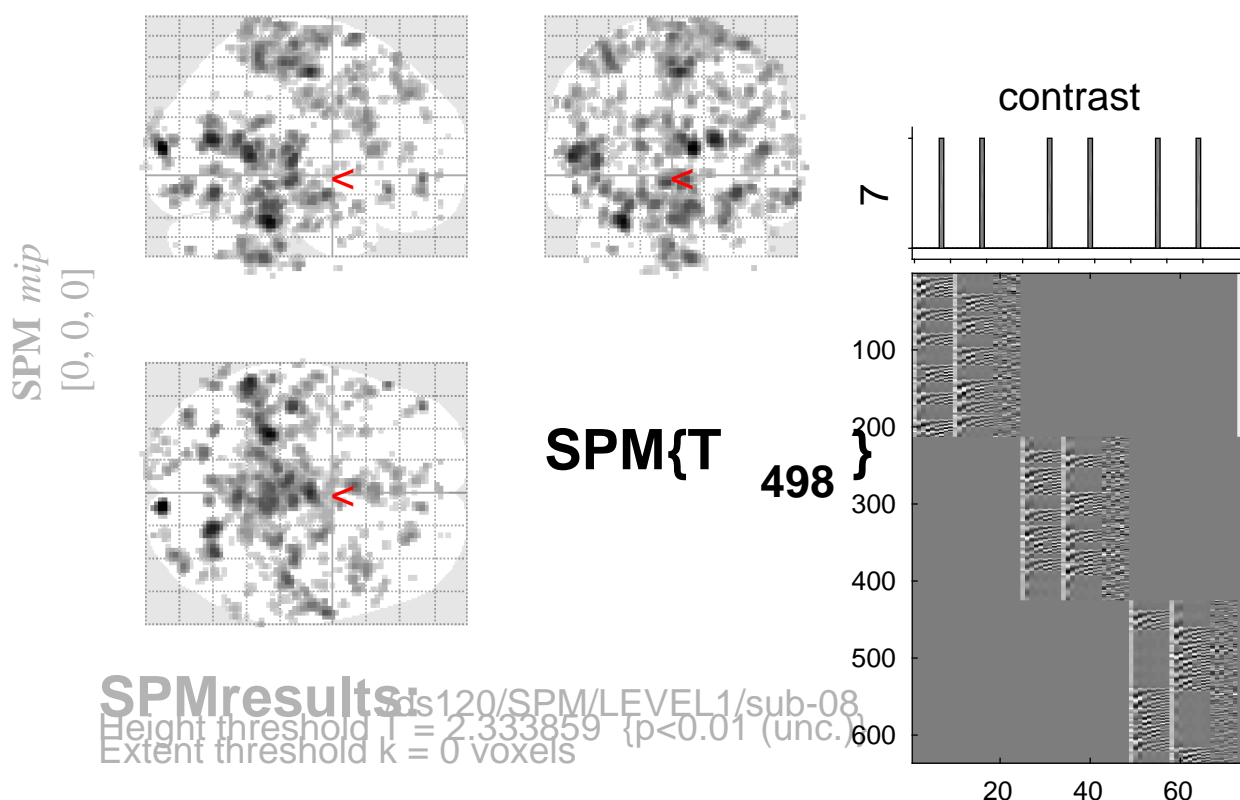 SPM mip
[0, 0, 0]
<
<
<
SPM{T 498 }
contrast
7
100
200
300
400
500
600
20 40 60
SPMresults: /ds120/SPM/LEVEL1/sub-08
Height threshold T = 2.333859 {p<0.01 (unc.)}
Extent threshold k = 0 voxels